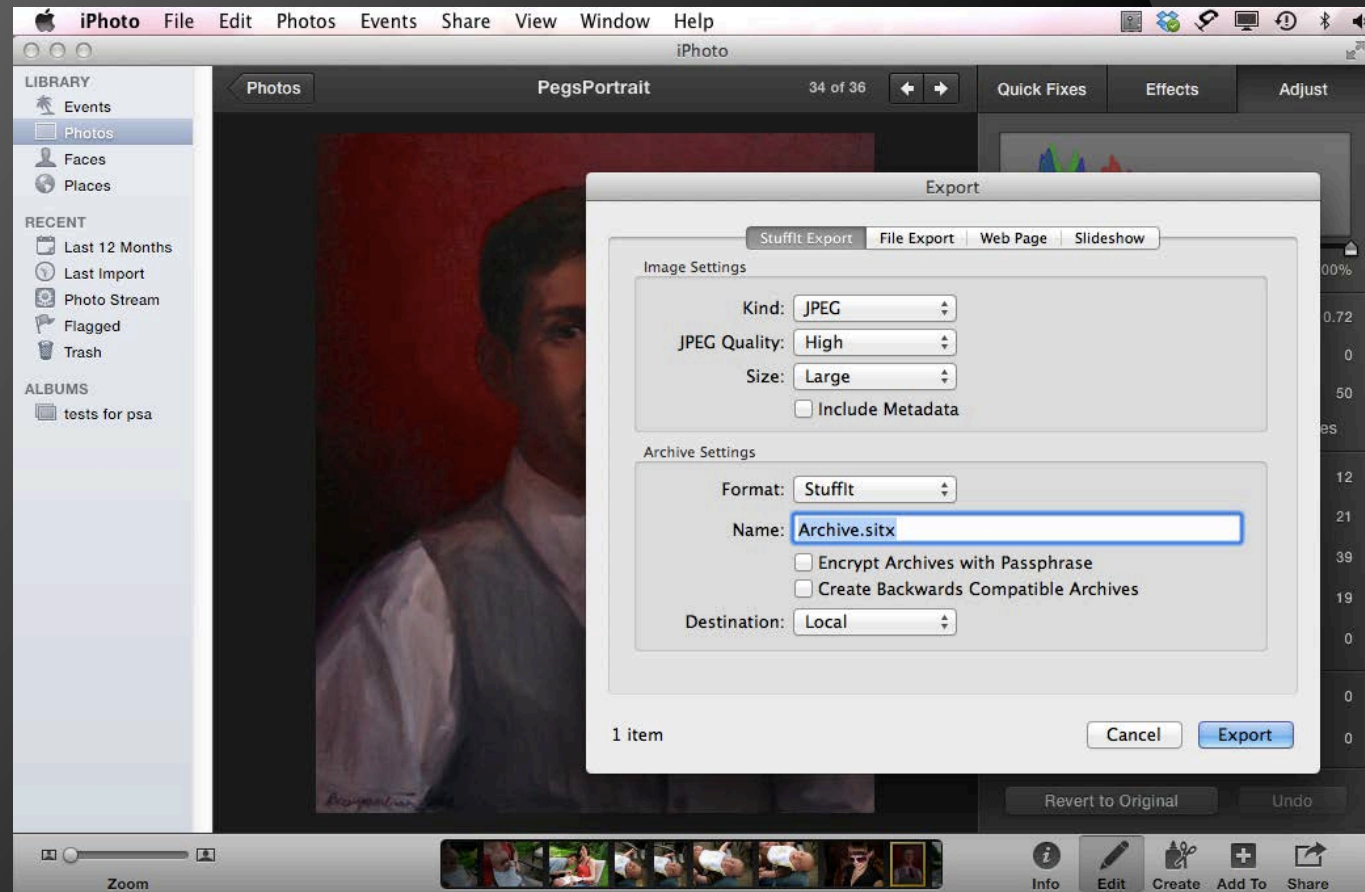 iPhoto File Edit Photos Events Share View Window Help
iPhoto
LIBRARY
Events
Photos
Faces
Places
RECENT
Last 12 Months
Last Import
Photo Stream
Flagged
Trash
ALBUMS
tests for psa
Photos PegsPortrait 34 of 36 Quick Fixes Effects Adjust
Export
StuffIt Export File Export Web Page Slideshow
Image Settings
Kind: JPEG
JPEG Quality: High
Size: Large
Include Metadata
Archive Settings
Format: StuffIt
Name: Archive.sitx
Encrypt Archives with Passphrase
Create Backwards Compatible Archives
Destination: Local
1 item Cancel Export
00%
0.72
0
50
es
12
21
39
19
0
0
0
Revert to Original Undo
Zoom
Info Edit Create Add To Share